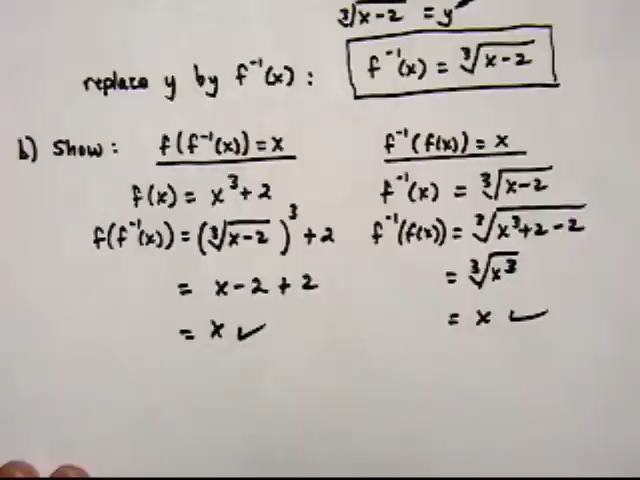 ∛(x-2) = y
replace y by f⁻¹(x) : f⁻¹(x) = ∛(x-2)
b) Show: f(f⁻¹(x)) = x
f(x) = x³+2
f(f⁻¹(x)) = (∛(x-2))³ + 2
= x-2+2
= x ✓
f⁻¹(f(x)) = x
f⁻¹(x) = ∛(x-2)
f⁻¹(f(x)) = ∛(x³+2-2)
= ∛(x³)
= x ✓